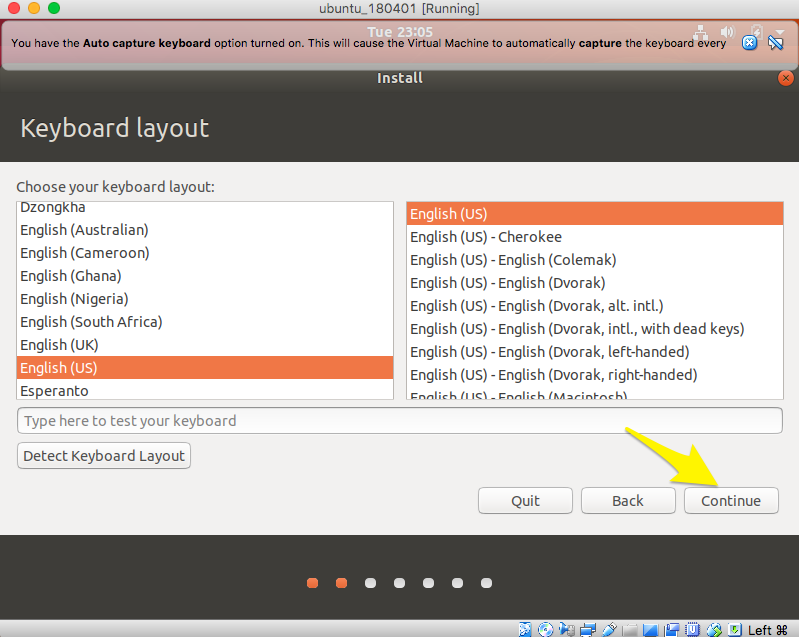 ubuntu_180401 [Running]
Tue 23:05
You have the Auto capture keyboard option turned on. This will cause the Virtual Machine to automatically capture the keyboard every
Install
Keyboard layout
Choose your keyboard layout:
Dzongkha
English (Australian)
English (Cameroon)
English (Ghana)
English (Nigeria)
English (South Africa)
English (UK)
English (US)
Esperanto
English (US)
English (US) - Cherokee
English (US) - English (Colemak)
English (US) - English (Dvorak)
English (US) - English (Dvorak, alt. intl.)
English (US) - English (Dvorak, intl., with dead keys)
English (US) - English (Dvorak, left-handed)
English (US) - English (Dvorak, right-handed)
English (US) - English (Macintosh)
Type here to test your keyboard
Detect Keyboard Layout
Quit
Back
Continue
Left ⌘